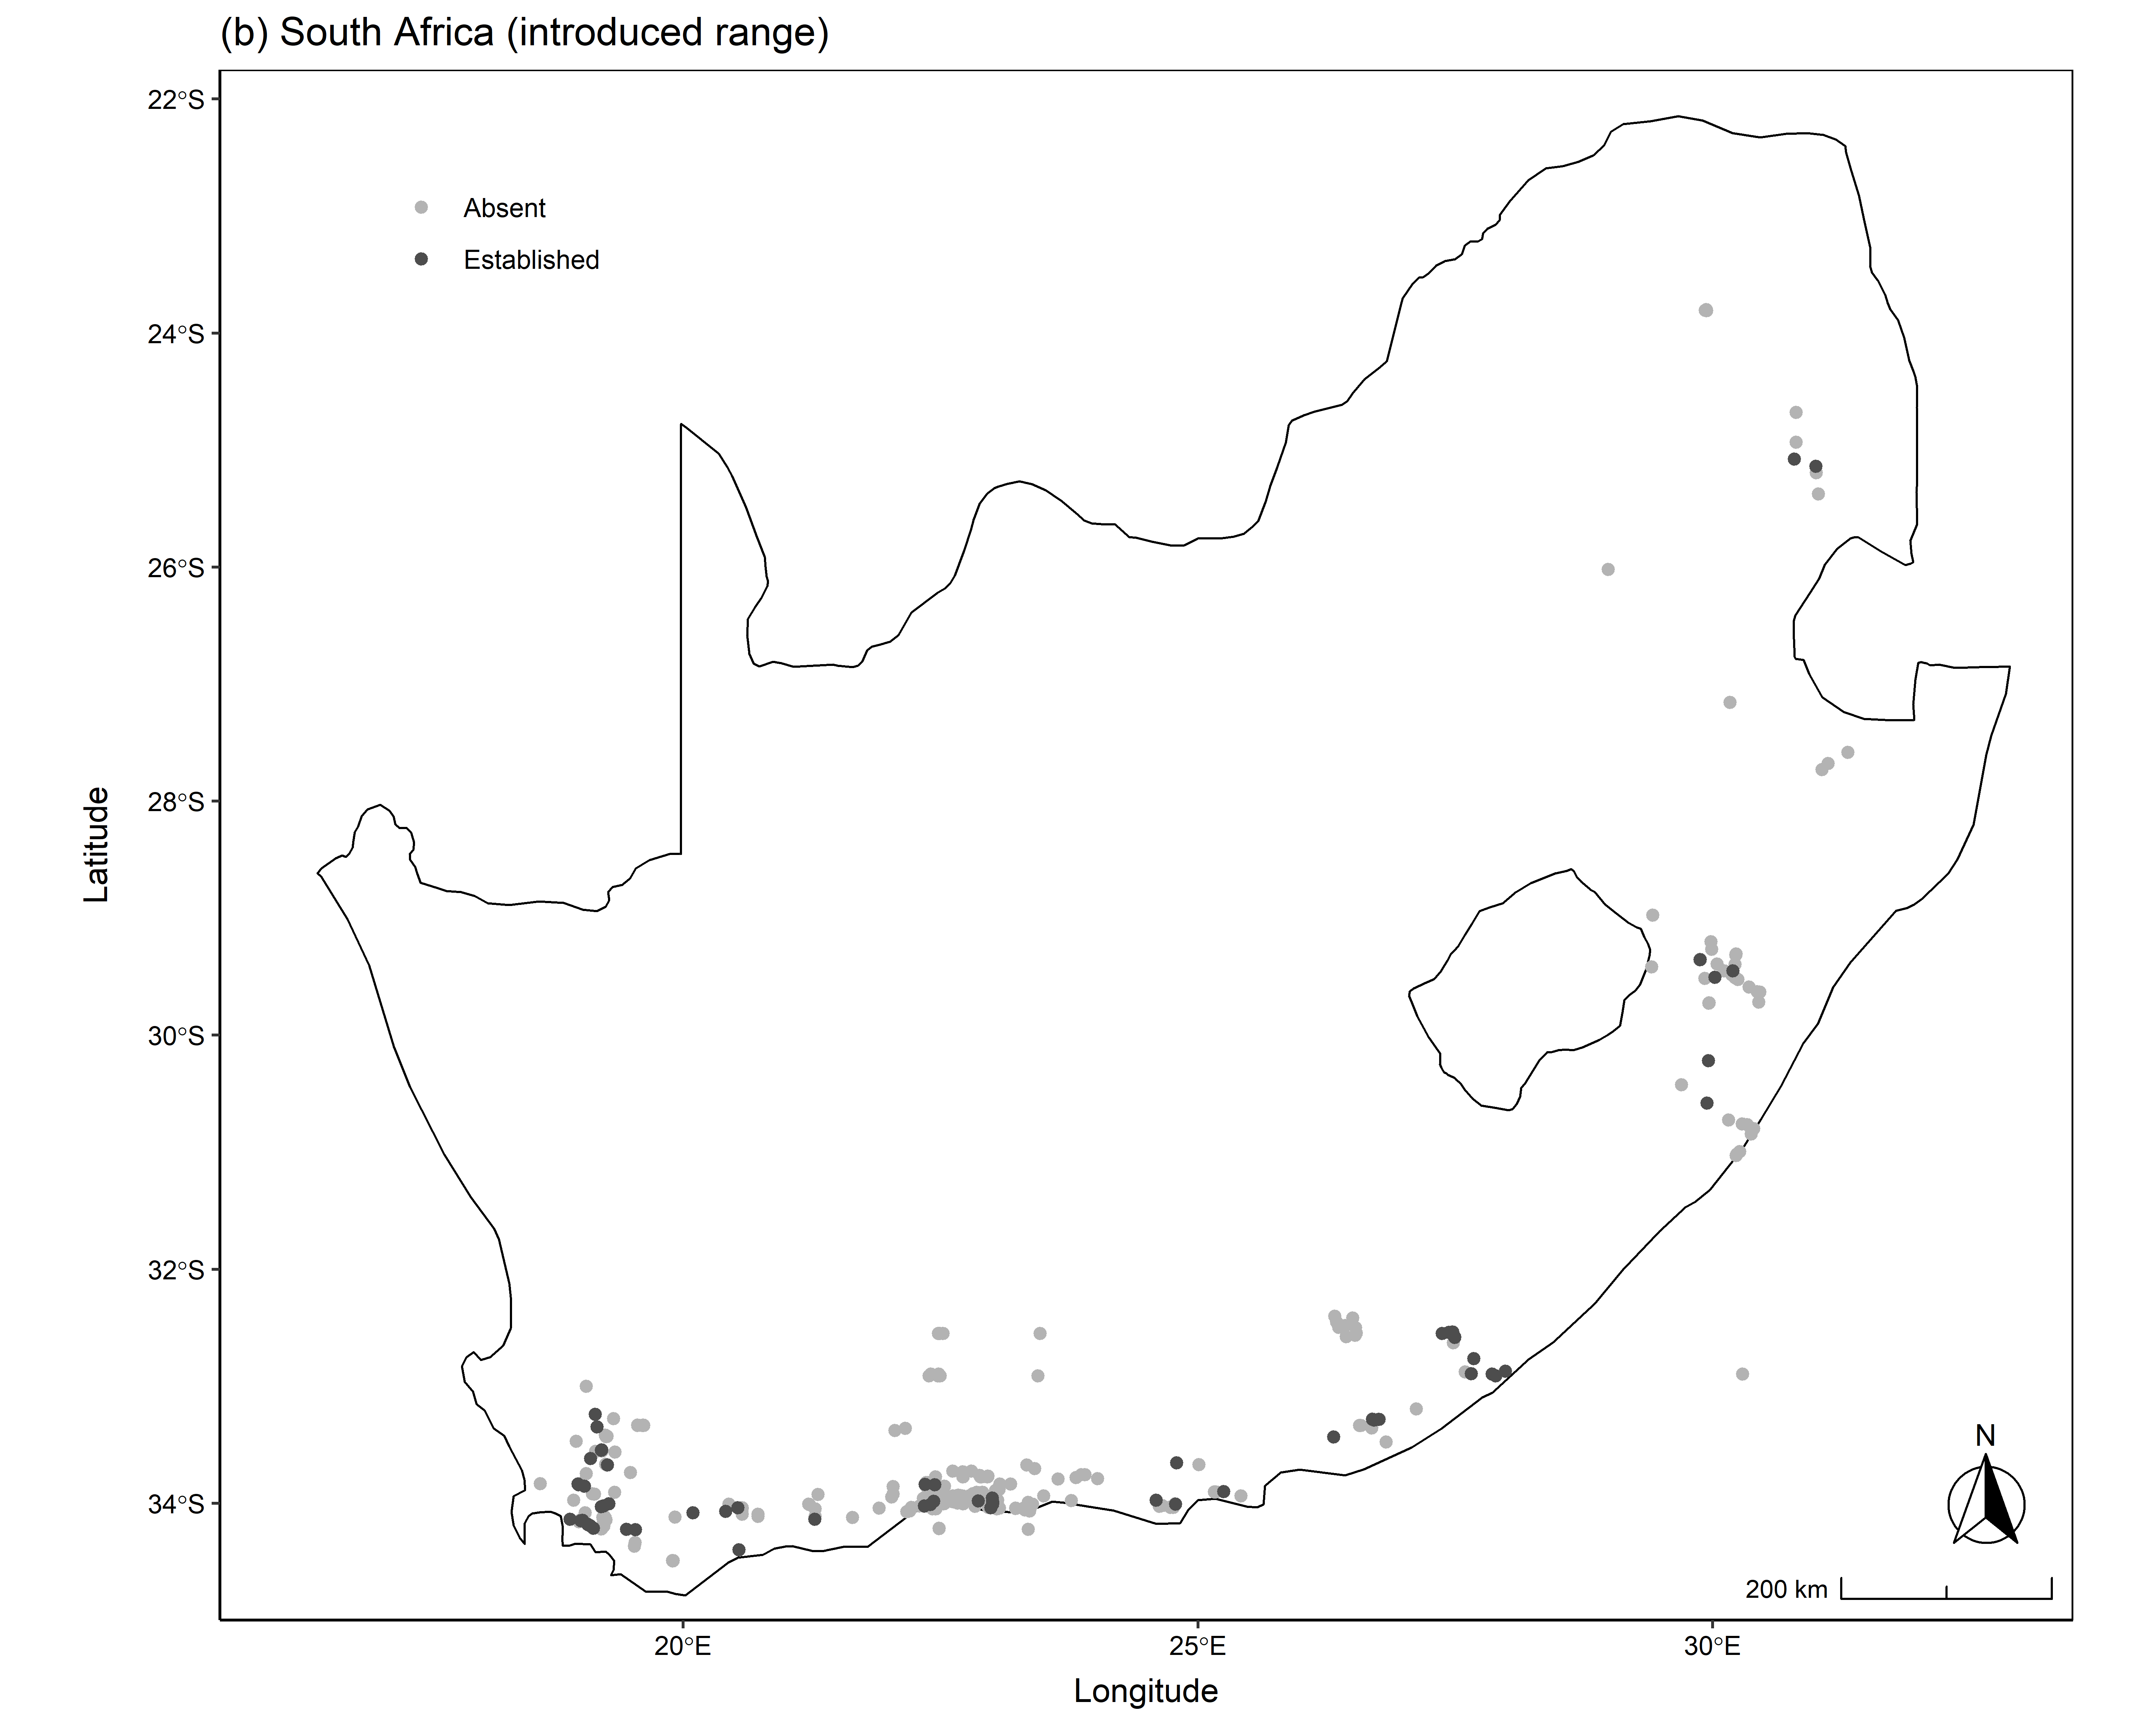 (b) South Africa (introduced range)
22°S
Absent
Established
24°S
26°S
28°S
Latitude
30°S
32°S
N
34°S
200 km
20°E
25°E
30°E
Longitude